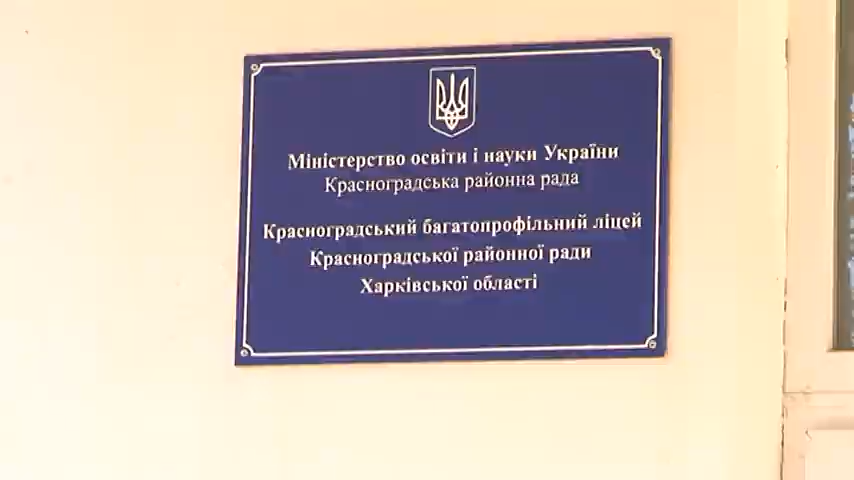 Міністерство освіти і науки України
Красноградська районна рада
Красноградський багатопрофільний ліцей
Красноградської районної ради
Харківської області